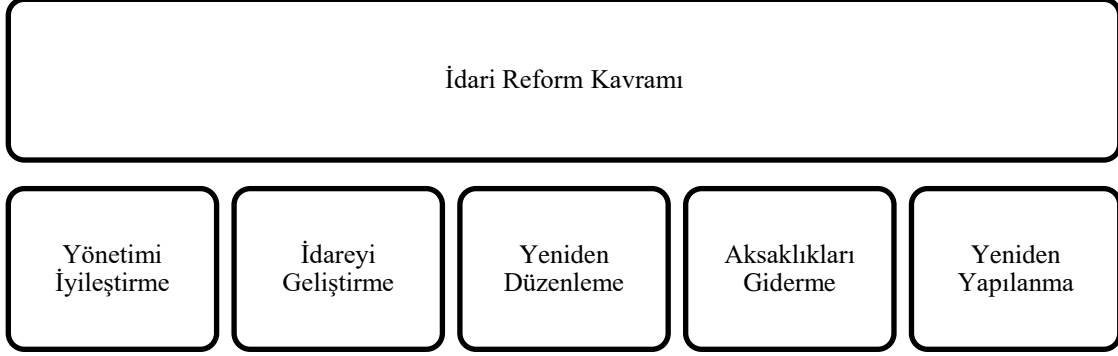 İdari Reform Kavramı
Yönetimi
İyileştirme
İdareyi
Geliştirme
Yeniden
Düzenleme
Aksaklıkları
Giderme
Yeniden
Yapılanma